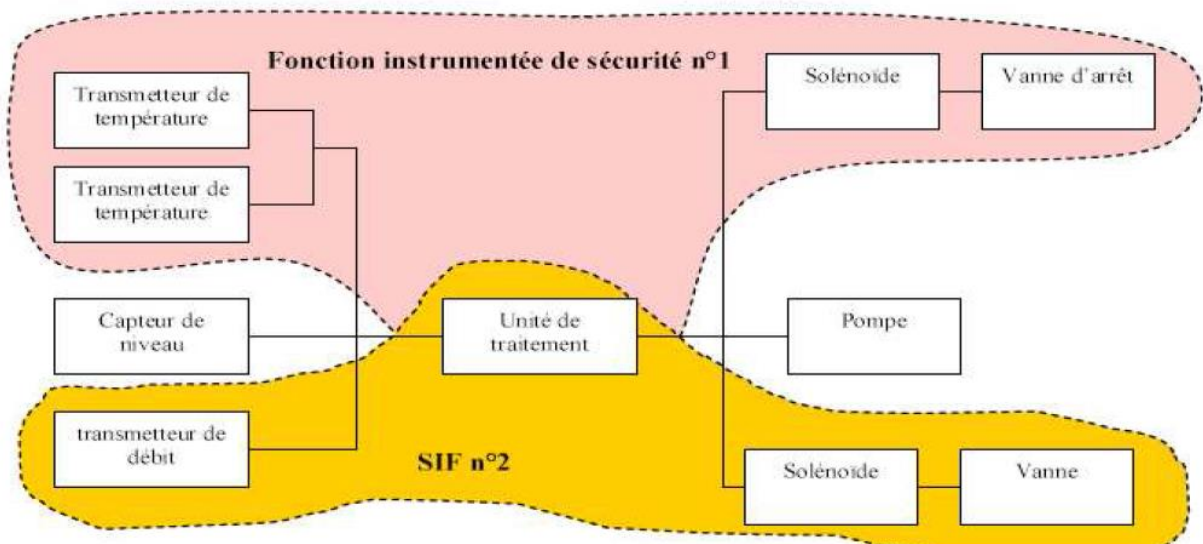 Fonction instrumentée de sécurité n°1
Transmetteur de
température
Transmetteur de
température
Solénoïde
Vanne d'arrêt
Capteur de
niveau
Unité de
traitement
Pompe
transmetteur de
débit
SIF n°2
Solénoïde
Vanne